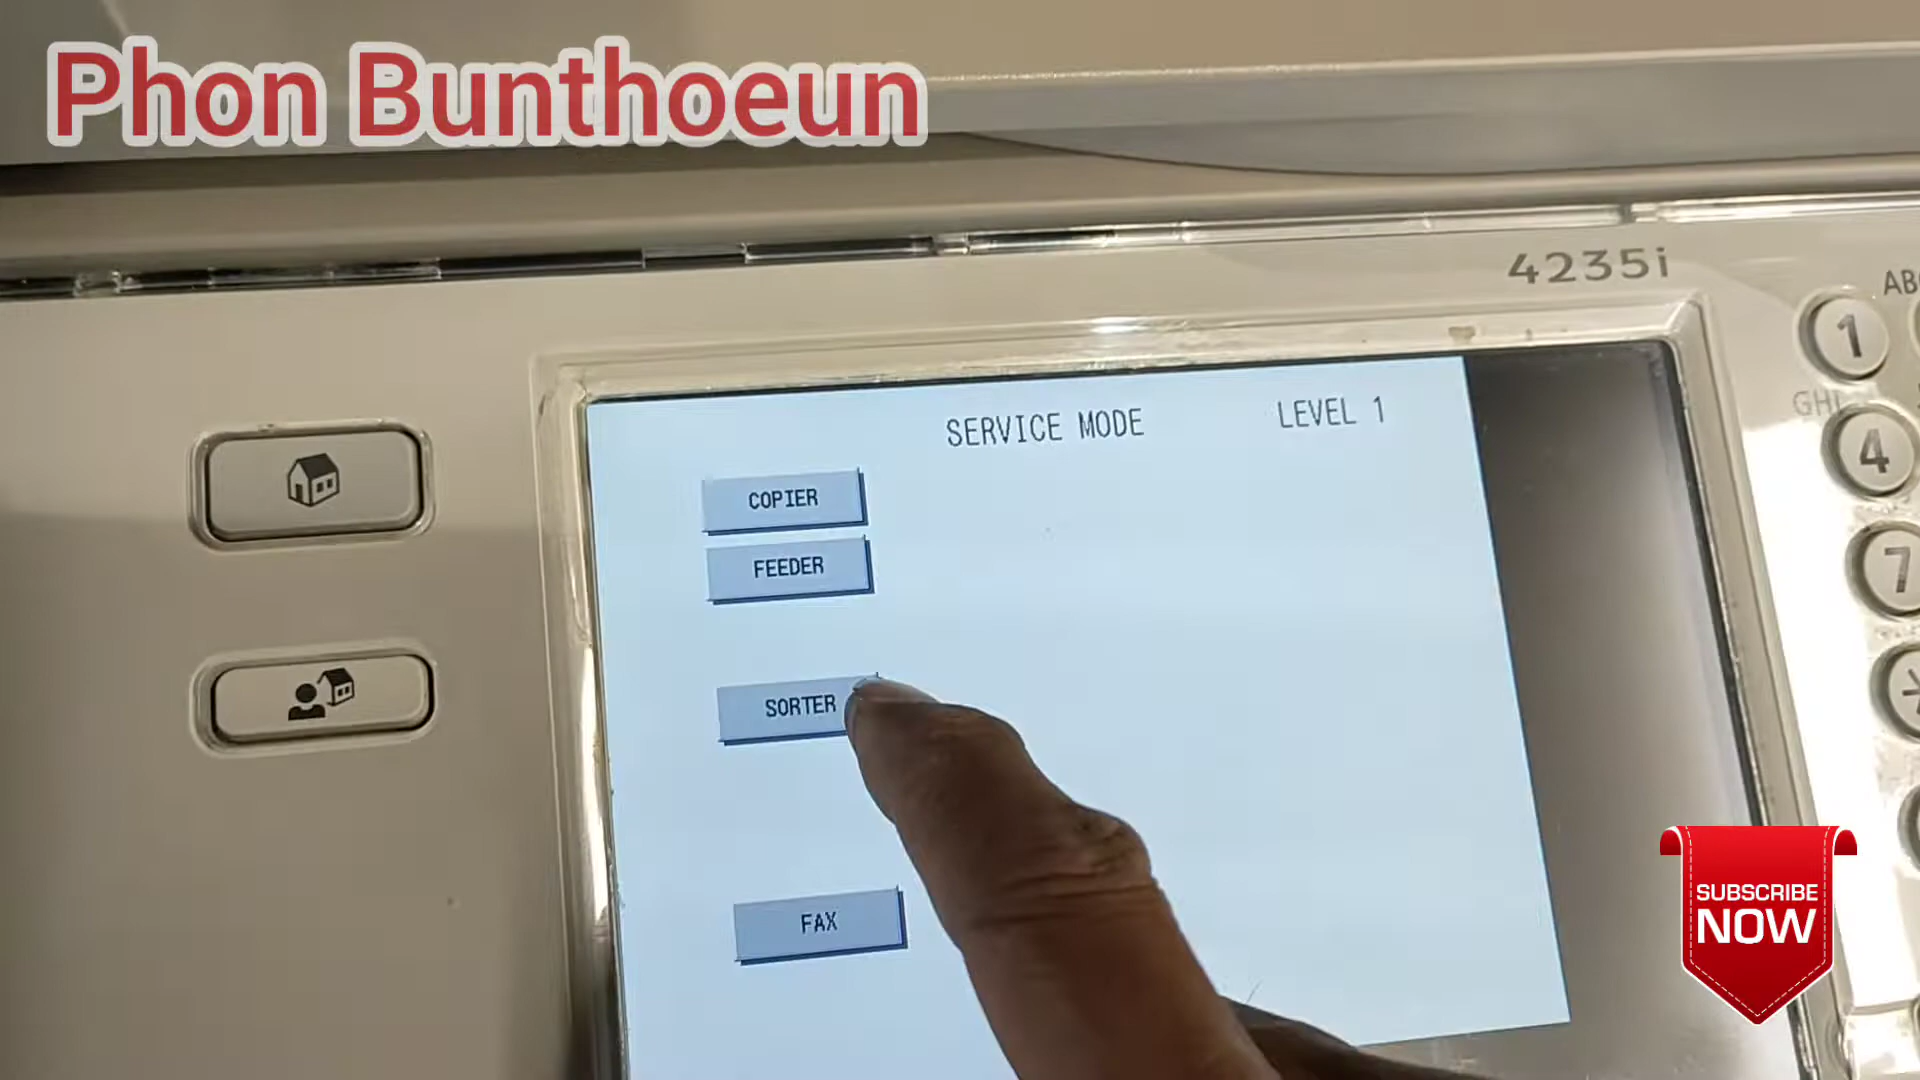 Phon Bunthoeun
4235i
SERVICE MODE
LEVEL 1
COPIER
FEEDER
SORTER
FAX
1
GHI
4
7
SUBSCRIBE
NOW